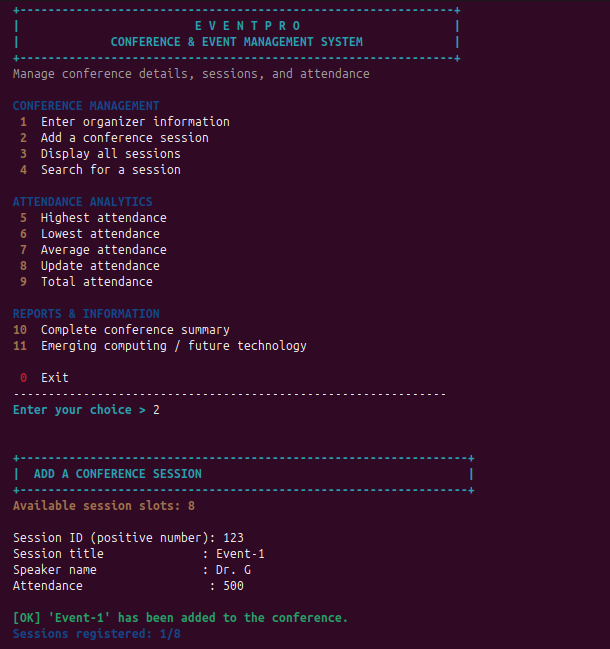 +--------------------------------------------------------------+
| E V E N T P R O |
| CONFERENCE & EVENT MANAGEMENT SYSTEM |
+--------------------------------------------------------------+
Manage conference details, sessions, and attendance
CONFERENCE MANAGEMENT
1 Enter organizer information
2 Add a conference session
3 Display all sessions
4 Search for a session
ATTENDANCE ANALYTICS
5 Highest attendance
6 Lowest attendance
7 Average attendance
8 Update attendance
9 Total attendance
REPORTS & INFORMATION
10 Complete conference summary
11 Emerging computing / future technology
0 Exit
--------------------------------------------------------------
Enter your choice > 2
+----------------------------------------------------------------+
| ADD A CONFERENCE SESSION |
+----------------------------------------------------------------+
Available session slots: 8
Session ID (positive number): 123
Session title : Event-1
Speaker name : Dr. G
Attendance : 500
[OK] 'Event-1' has been added to the conference.
Sessions registered: 1/8